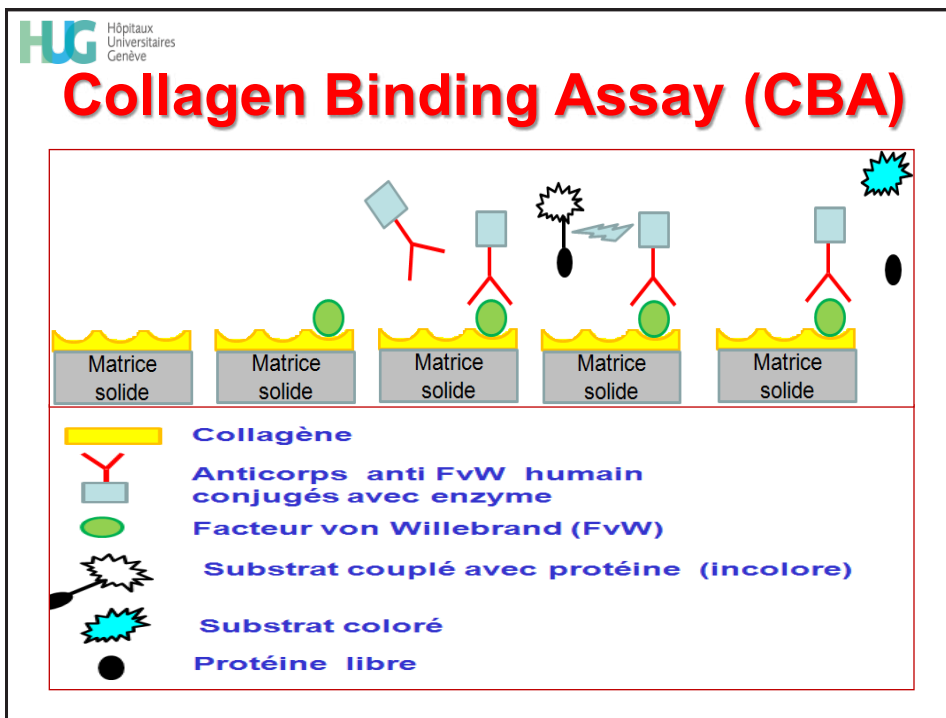 HUG
Hôpitaux
Universitaires
Genève
Collagen Binding Assay (CBA)
Matrice
solide
Matrice
solide
Matrice
solide
Matrice
solide
Matrice
solide
Collagène
Anticorps anti FvW humain
conjugés avec enzyme
Facteur von Willebrand (FvW)
Substrat couplé avec protéine (incolore)
Substrat coloré
Protéine libre